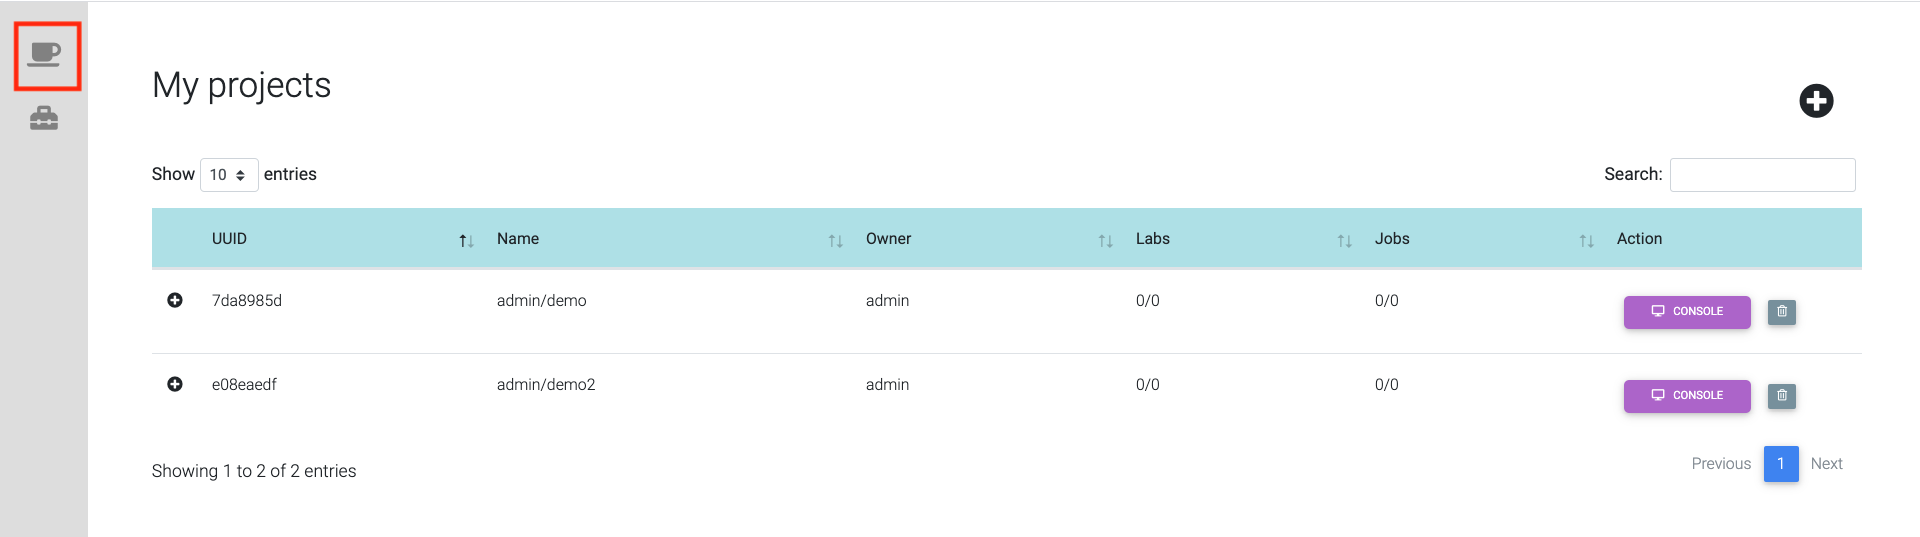 My projects
Show 10 entries Search:
UUID Name Owner Labs Jobs Action
7da8985d admin/demo admin 0/0 0/0 CONSOLE
e08eaedf admin/demo2 admin 0/0 0/0 CONSOLE
Showing 1 to 2 of 2 entries Previous 1 Next